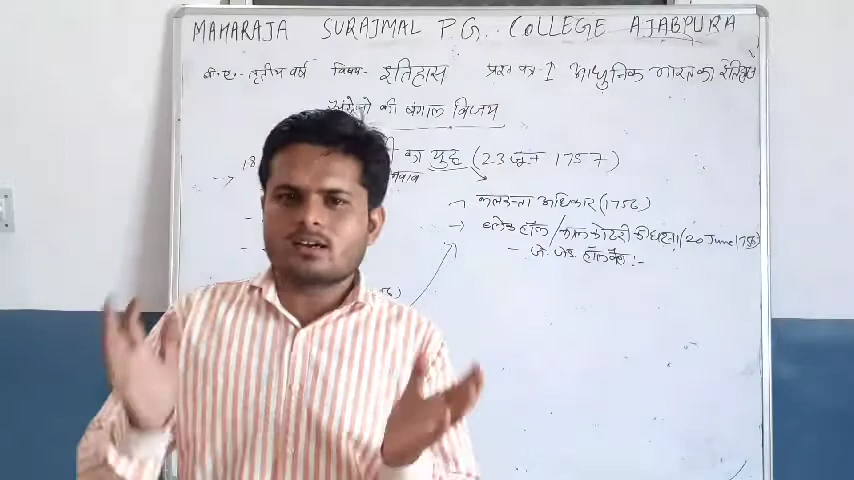 MAHARAJA SURAJMAL P.G. COLLEGE AJABPURA
बी.ए.- तृतीय वर्ष विषय- इतिहास प्रश्न पत्र-I आधुनिक भारत का इतिहास
अंग्रेजो की बंगाल विजय
का युद्ध (23 जून 1757)
नवाब
→ कलकत्ता अधिकार (1756)
→ ब्लैक हॉल/काल कोठरी की घटना (20 June 1756)
- जे. जेड. हॉलवेल :-